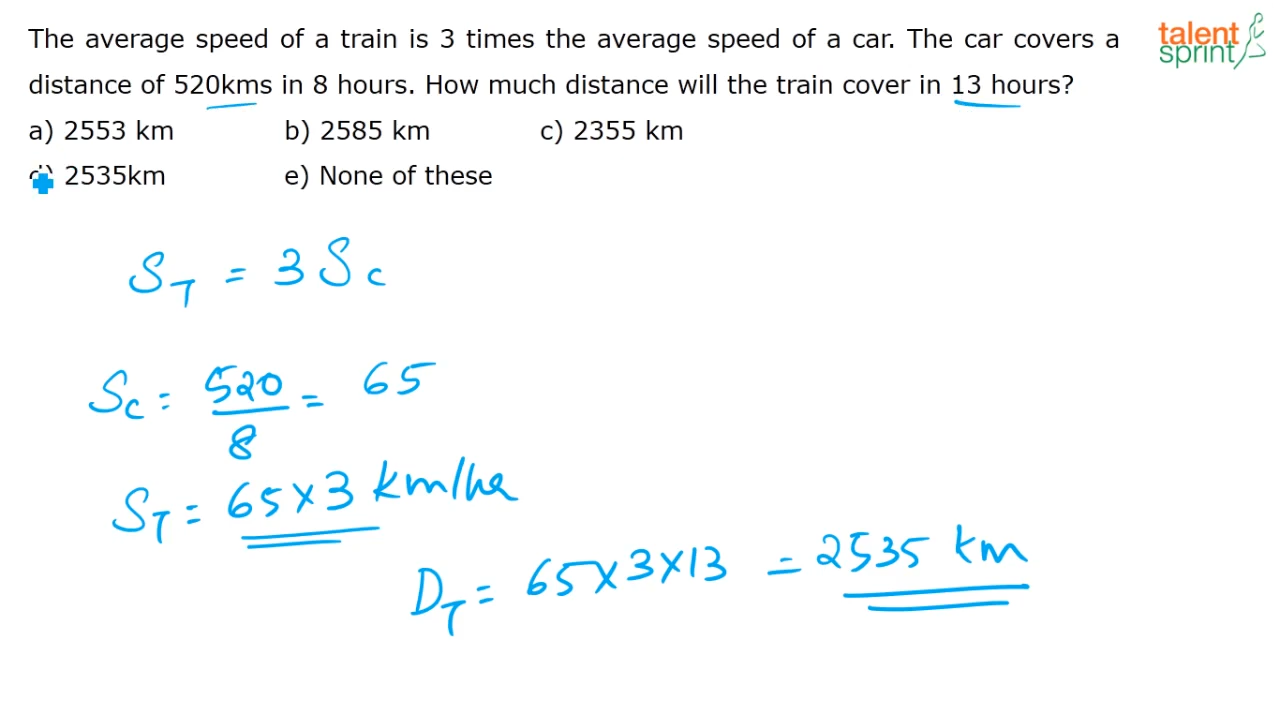 The average speed of a train is 3 times the average speed of a car. The car covers a
distance of 520kms in 8 hours. How much distance will the train cover in 13 hours?
a) 2553 km b) 2585 km c) 2355 km
d) 2535km e) None of these
talent
sprint
S_T = 3 S_C
S_C = 520/8 = 65
S_T = 65×3 km/hr
D_T = 65×3×13 = 2535 km